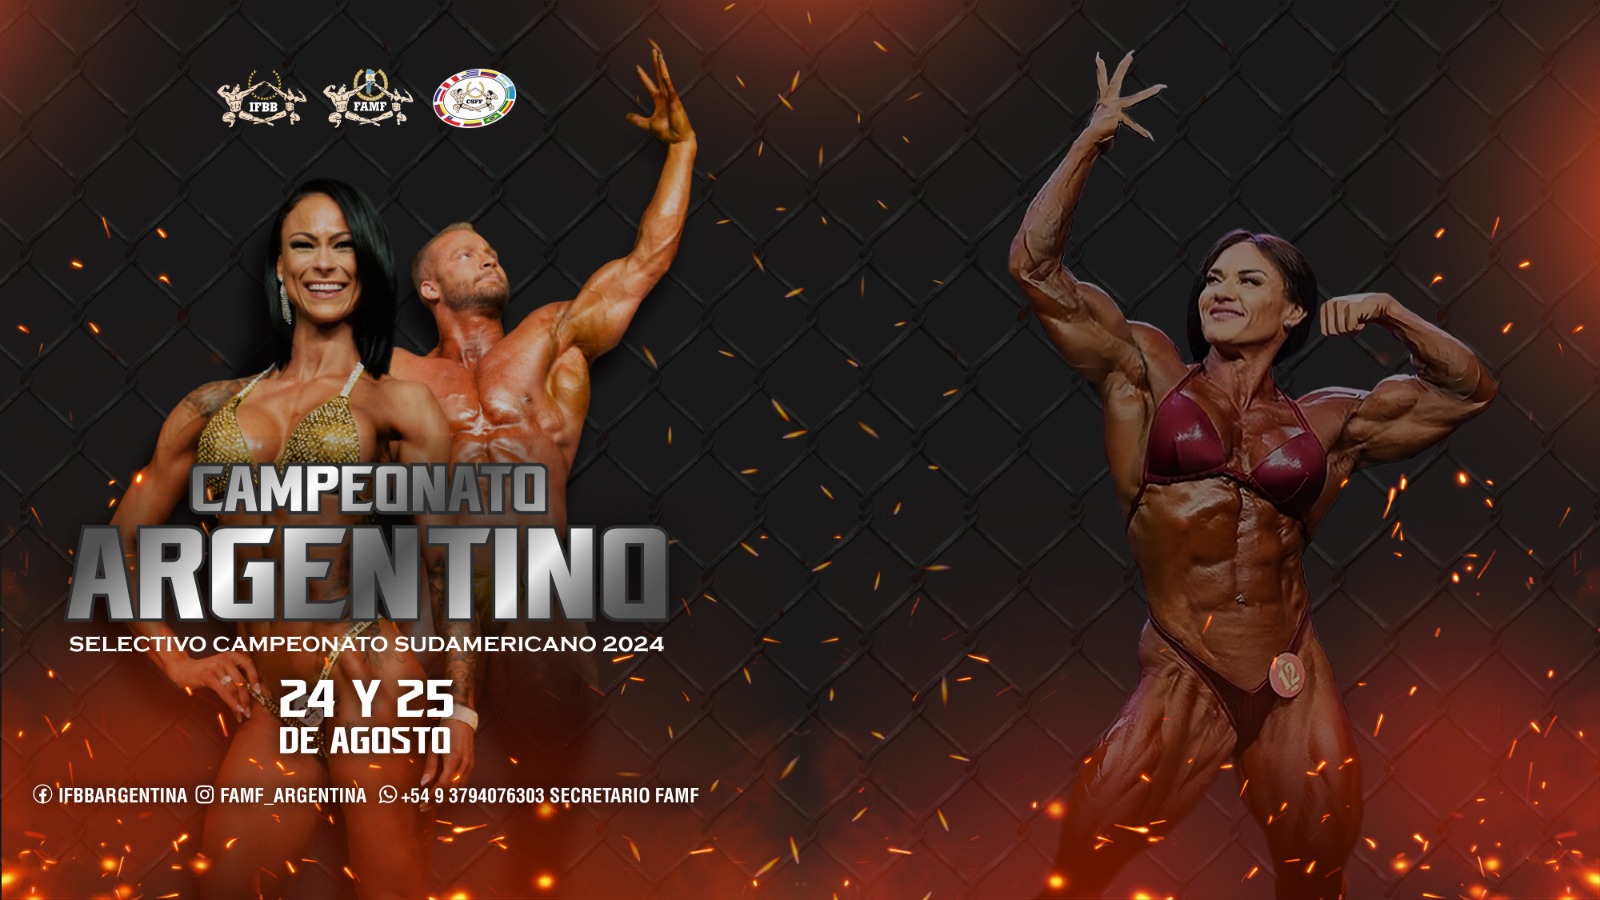 IFBB
FAMF
CSFF
CAMPEONATO
ARGENTINO
SELECTIVO CAMPEONATO SUDAMERICANO 2024
24 Y 25
DE AGOSTO
IFBBARGENTINA FAMF_ARGENTINA +54 9 3794076303 SECRETARIO FAMF
12